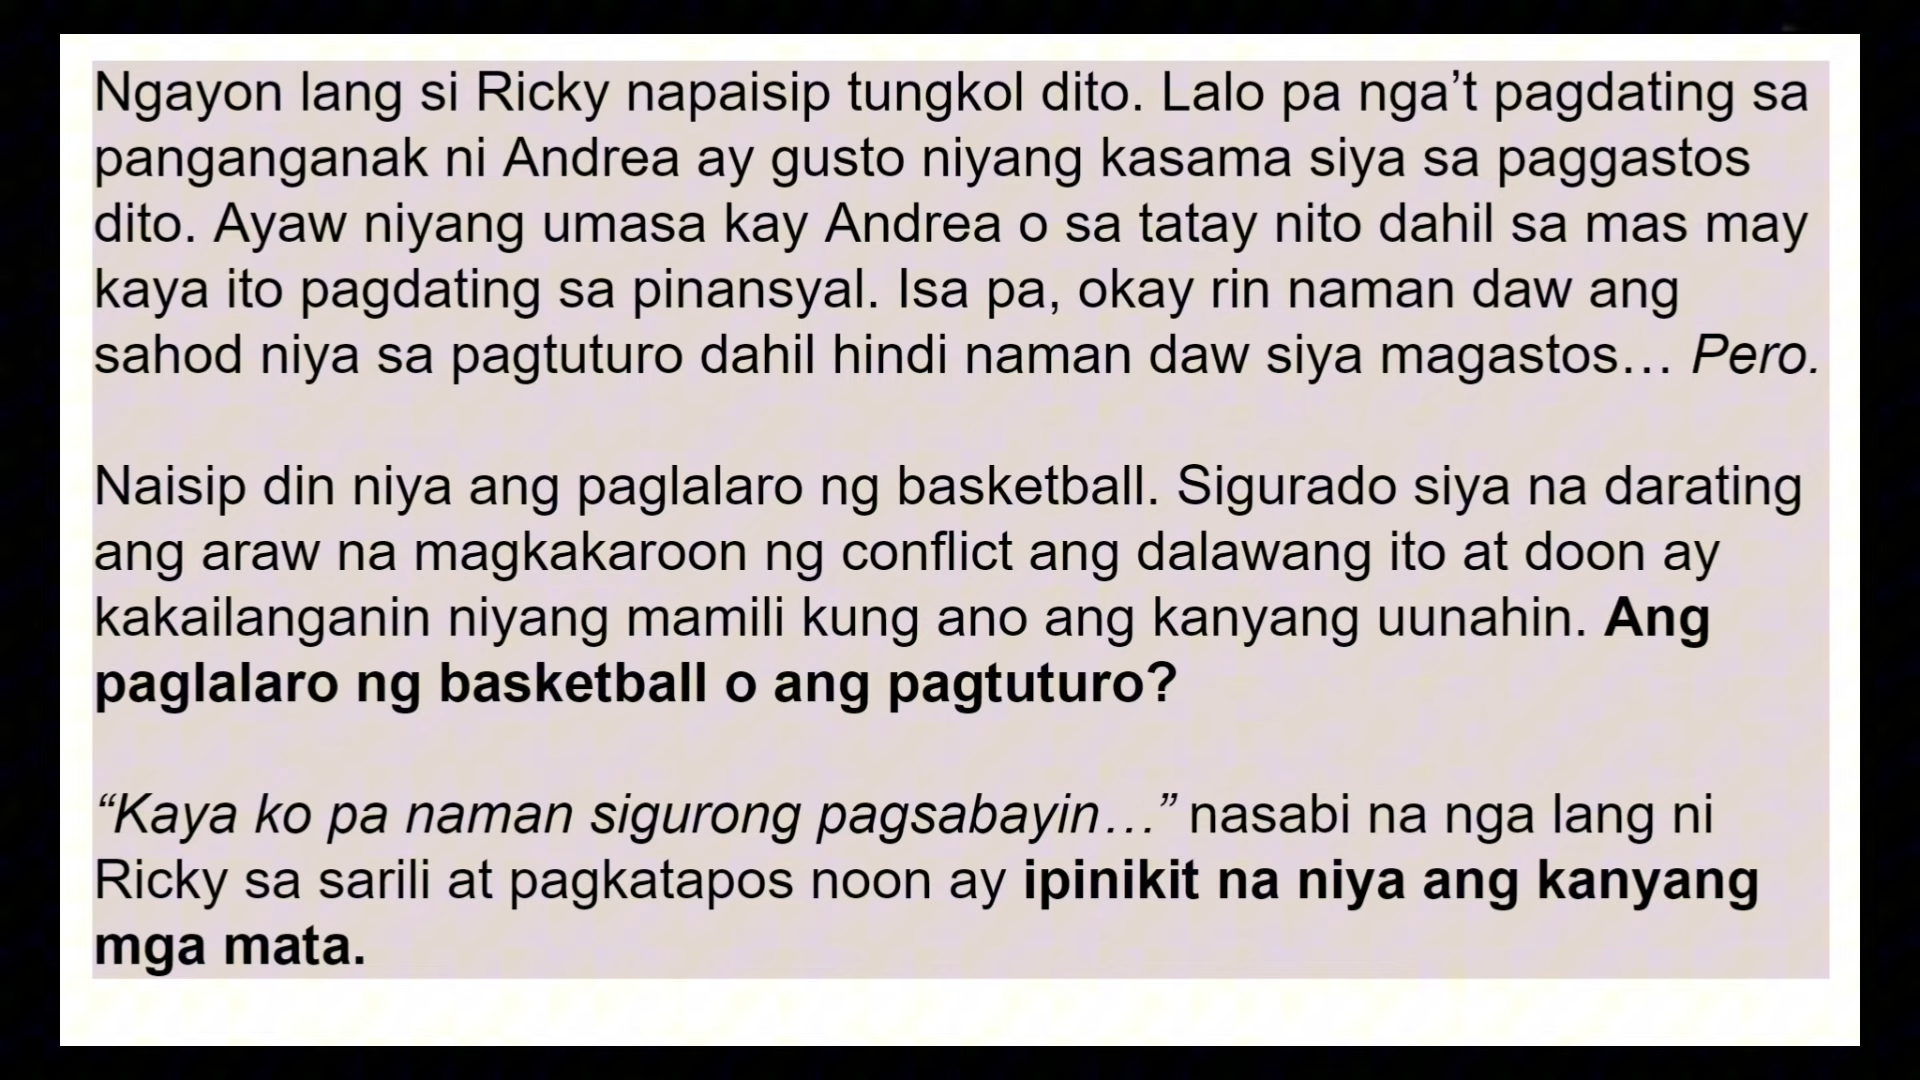 Ngayon lang si Ricky napaisip tungkol dito. Lalo pa nga’t pagdating sa
panganganak ni Andrea ay gusto niyang kasama siya sa paggastos
dito. Ayaw niyang umasa kay Andrea o sa tatay nito dahil sa mas may
kaya ito pagdating sa pinansyal. Isa pa, okay rin naman daw ang
sahod niya sa pagtuturo dahil hindi naman daw siya magastos… Pero.
Naisip din niya ang paglalaro ng basketball. Sigurado siya na darating
ang araw na magkakaroon ng conflict ang dalawang ito at doon ay
kakailanganin niyang mamili kung ano ang kanyang uunahin. Ang
paglalaro ng basketball o ang pagtuturo?
“Kaya ko pa naman sigurong pagsabayin…” nasabi na nga lang ni
Ricky sa sarili at pagkatapos noon ay ipinikit na niya ang kanyang
mga mata.